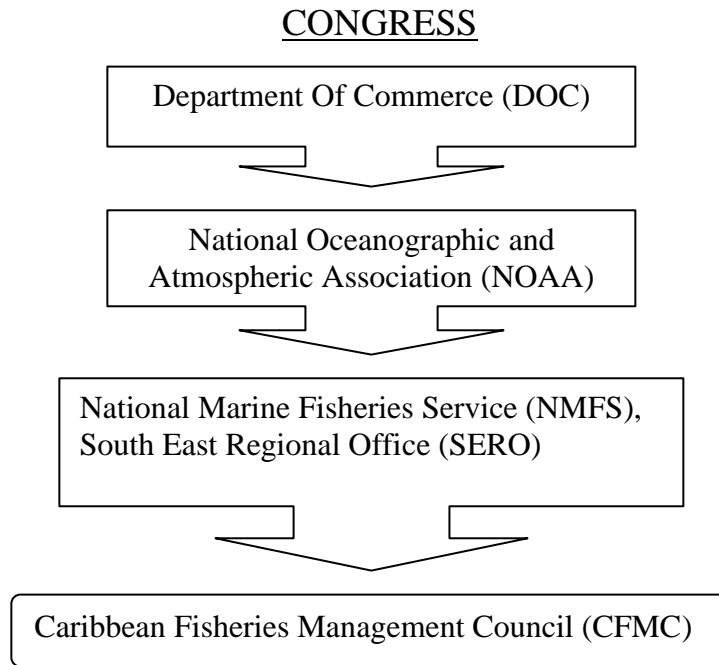 CONGRESS
Department Of Commerce (DOC)
National Oceanographic and
Atmospheric Association (NOAA)
National Marine Fisheries Service (NMFS),
South East Regional Office (SERO)
Caribbean Fisheries Management Council (CFMC)